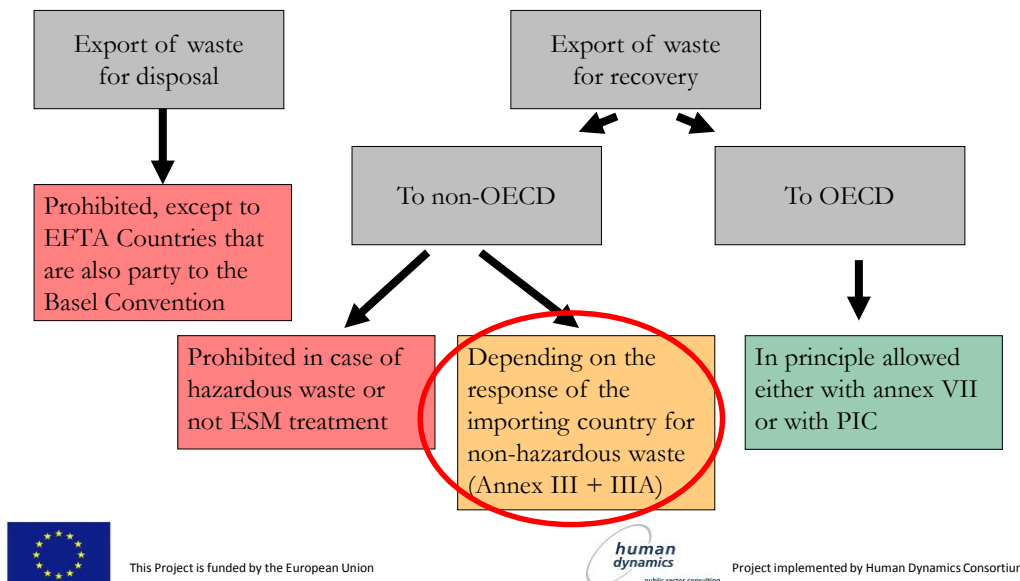 Export of waste
for disposal
Export of waste
for recovery
To non-OECD
To OECD
Prohibited, except to
EFTA Countries that
are also party to the
Basel Convention
Prohibited in case of
hazardous waste or
not ESM treatment
Depending on the
response of the
importing country for
non-hazardous waste
(Annex III + IIIA)
In principle allowed
either with annex VII
or with PIC
This Project is funded by the European Union
human
dynamics
public sector consulting
Project implemented by Human Dynamics Consortiur